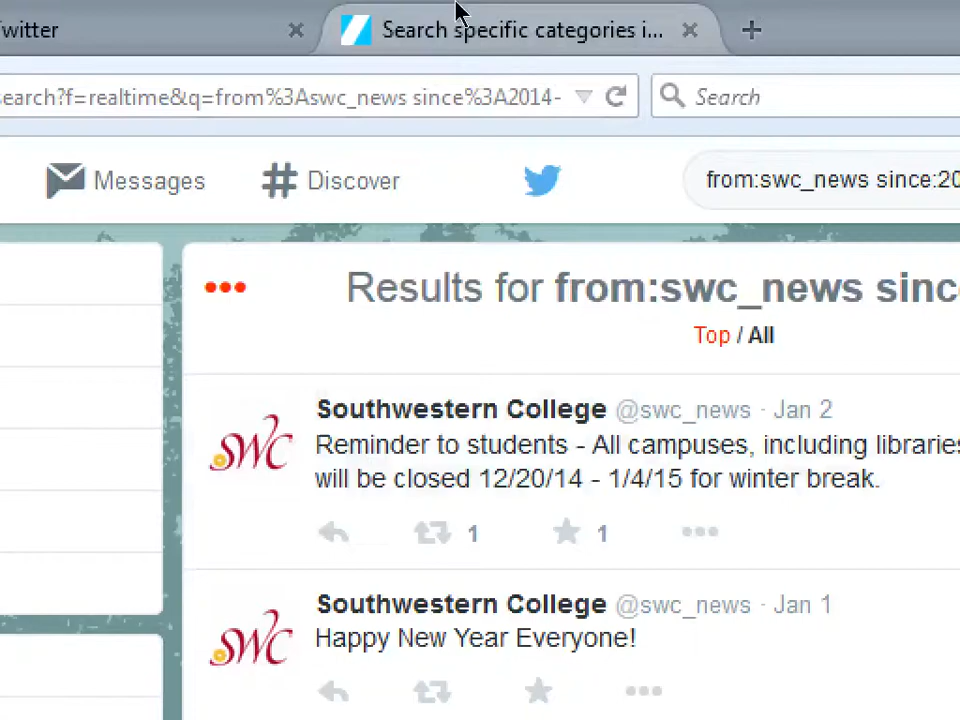 witter
Search specific categories i...
search?f=realtime&q=from%3Aswc_news since%3A2014-
Search
Messages
Discover
from:swc_news since:20
Results for from:swc_news sinc
Top / All
SWC
Southwestern College @swc_news · Jan 2
Reminder to students - All campuses, including libraries
will be closed 12/20/14 - 1/4/15 for winter break.
1
1
SWC
Southwestern College @swc_news · Jan 1
Happy New Year Everyone!